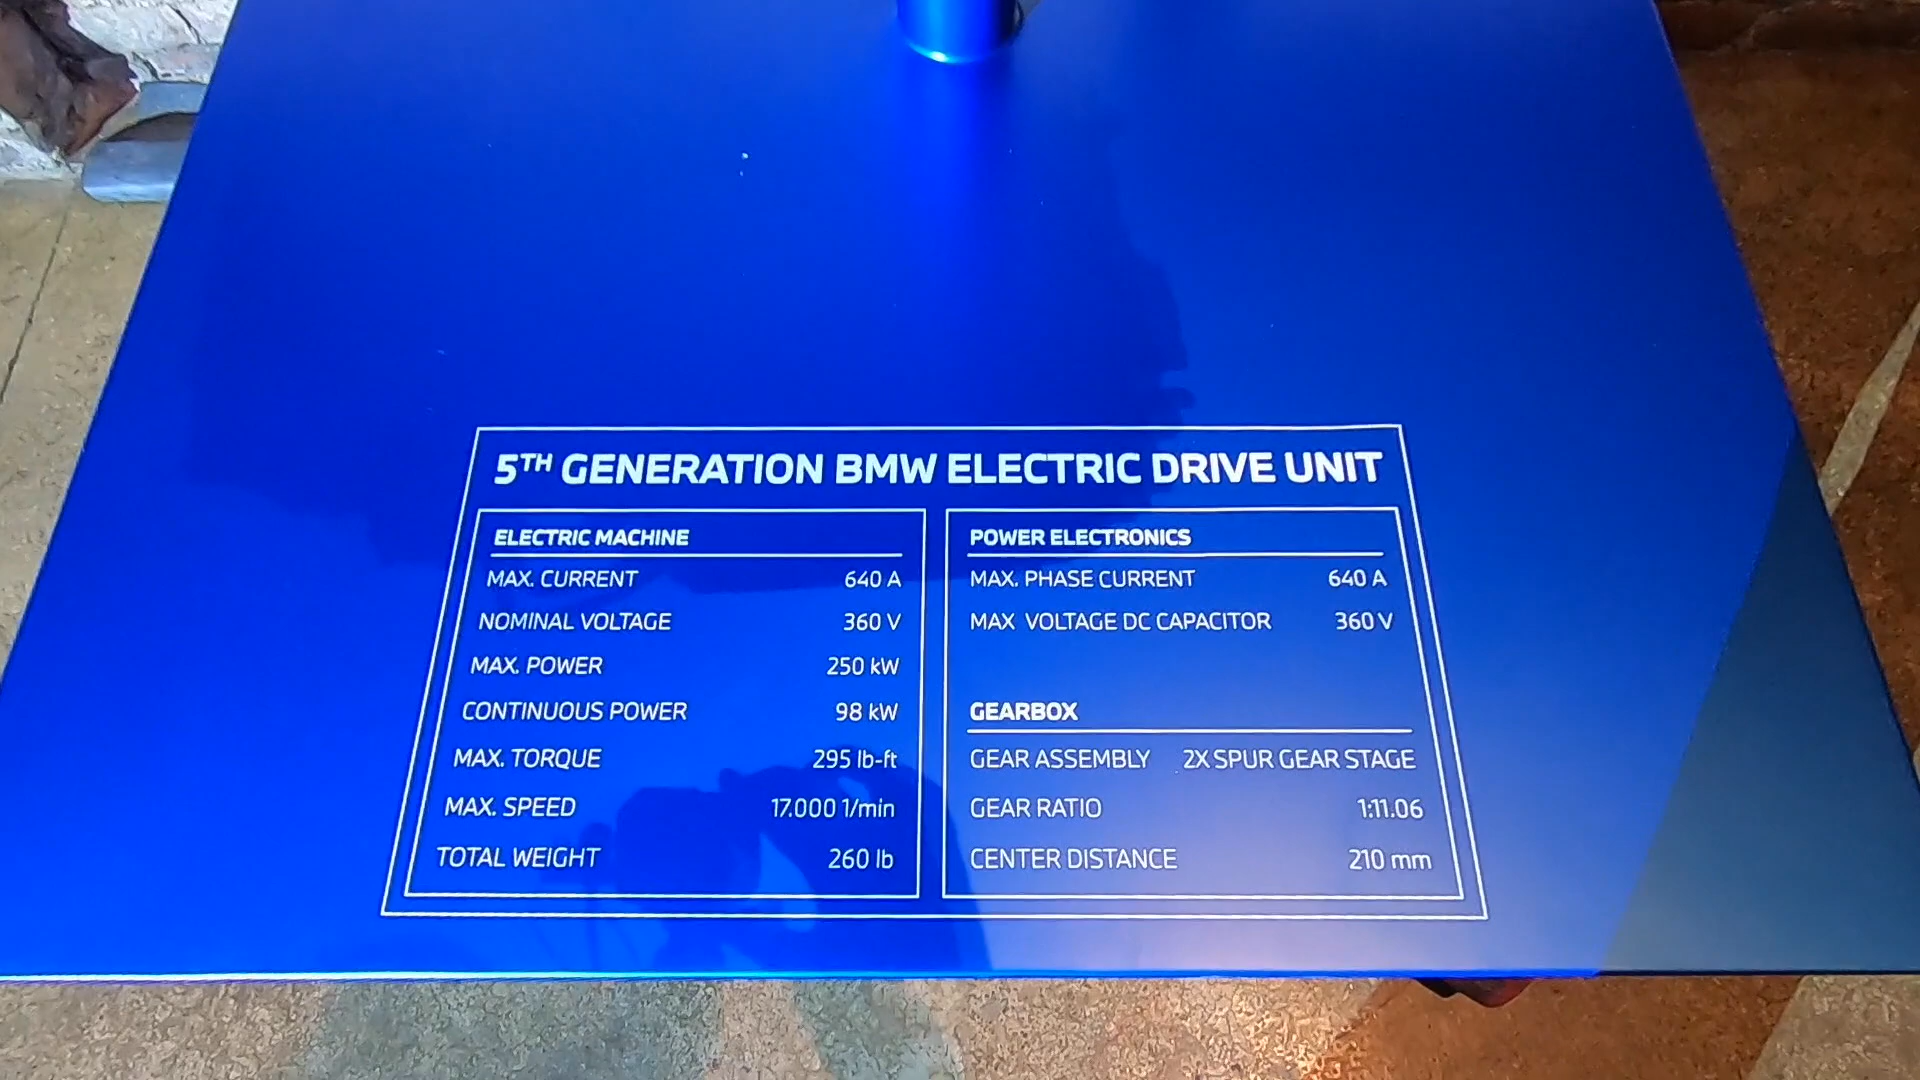 5TH GENERATION BMW ELECTRIC DRIVE UNIT
ELECTRIC MACHINE
MAX. CURRENT 640 A
NOMINAL VOLTAGE 360 V
MAX. POWER 250 kW
CONTINUOUS POWER 98 kW
MAX. TORQUE 295 lb-ft
MAX. SPEED 17.000 1/min
TOTAL WEIGHT 260 lb
POWER ELECTRONICS
MAX. PHASE CURRENT 640 A
MAX VOLTAGE DC CAPACITOR 360 V
GEARBOX
GEAR ASSEMBLY 2X SPUR GEAR STAGE
GEAR RATIO 1:11.06
CENTER DISTANCE 210 mm